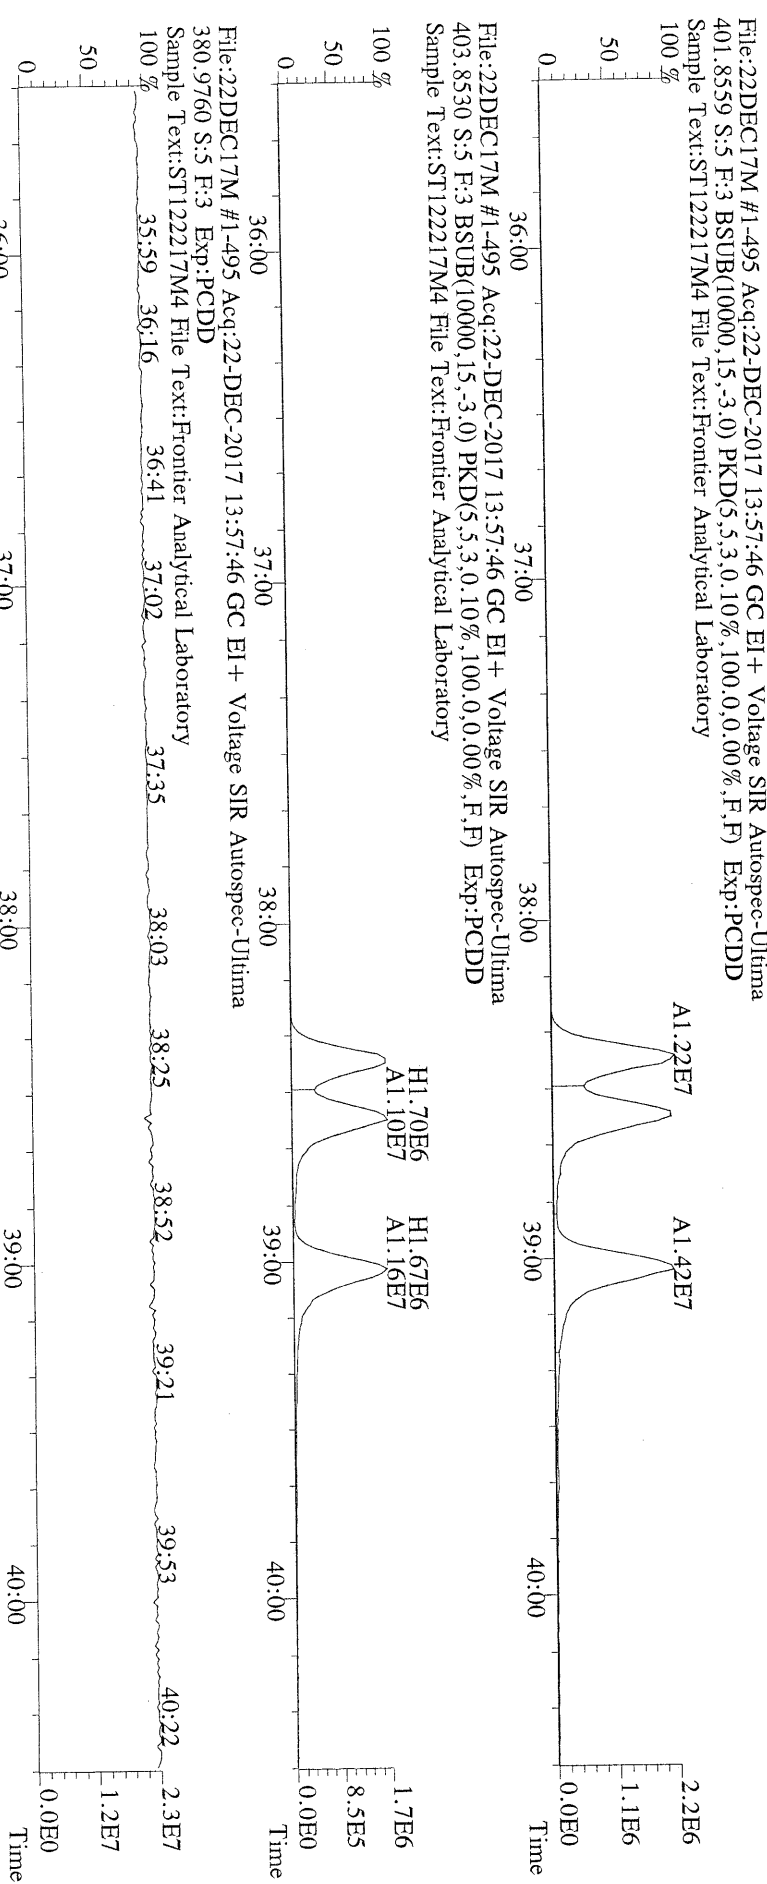 File:22DEC17M #1-495 Acq:22-DEC-2017 13:57:46 GC EI+ Voltage SIR Autospec-Ultima
401.8559 S:5 F:3 BSUB(10000,15,-3.0) PKD(5,5,3,0.10%,100.0,0.00%,F,F) Exp:PCDD
Sample Text:ST122217M4 File Text:Frontier Analytical Laboratory
100 %
A1.22E7
A1.42E7
2.2E6
50
1.1E6
0
0.0E0
36:00
37:00
38:00
39:00
40:00
Time
File:22DEC17M #1-495 Acq:22-DEC-2017 13:57:46 GC EI+ Voltage SIR Autospec-Ultima
403.8530 S:5 F:3 BSUB(10000,15,-3.0) PKD(5,5,3,0.10%,100.0,0.00%,F,F) Exp:PCDD
Sample Text:ST122217M4 File Text:Frontier Analytical Laboratory
100 %
H1.70E6
A1.10E7
H1.67E6
A1.16E7
1.7E6
50
8.5E5
0
0.0E0
36:00
37:00
38:00
39:00
40:00
Time
File:22DEC17M #1-495 Acq:22-DEC-2017 13:57:46 GC EI+ Voltage SIR Autospec-Ultima
380.9760 S:5 F:3 Exp:PCDD
Sample Text:ST122217M4 File Text:Frontier Analytical Laboratory
100 %
35:59 36:16 36:41 37:02 37:35 38:03 38:25 38:52 39:21 39:53 40:22
2.3E7
50
1.2E7
0
0.0E0
36:00
37:00
38:00
39:00
40:00
Time